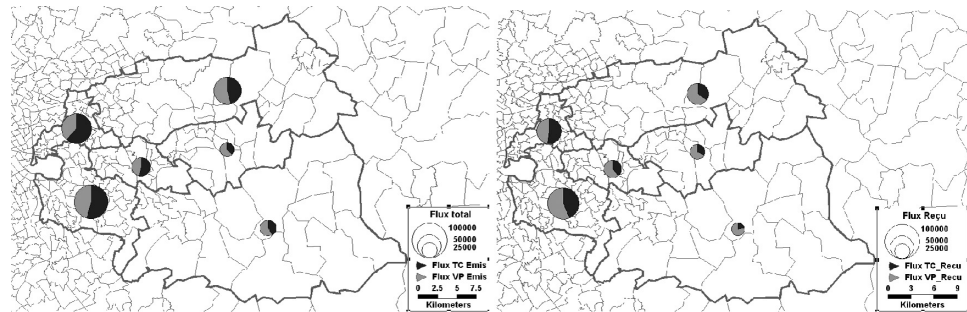 Flux total
100000
50000
25000
Flux TC Emis
Flux VP Emis
0 2.5 5 7.5
Kilometers
Flux Reçu
100000
50000
25000
Flux TC_Recu
Flux VP_Recu
0 3 6 9
Kilometers